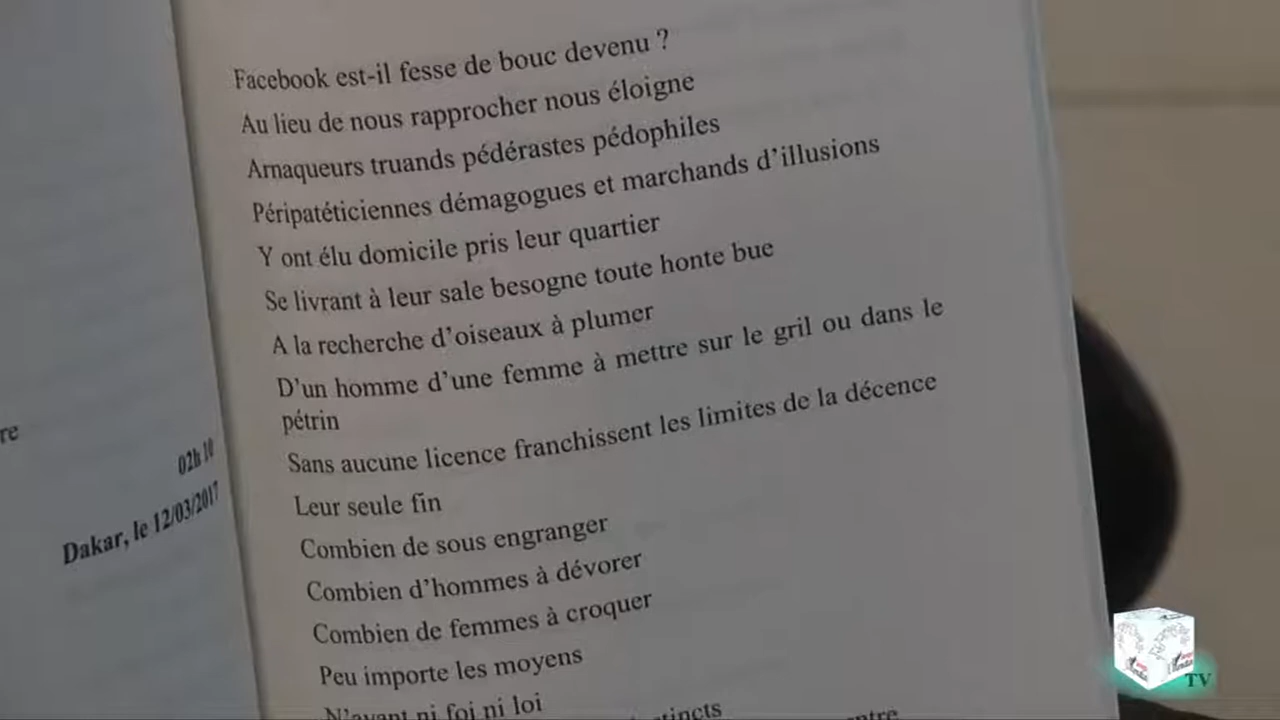 re
02h 10
Dakar, le 12/03/2017
Facebook est-il fesse de bouc devenu ?
Au lieu de nous rapprocher nous éloigne
Arnaqueurs truands pédérastes pédophiles
Péripatéticiennes démagogues et marchands d'illusions
Y ont élu domicile pris leur quartier
Se livrant à leur sale besogne toute honte bue
A la recherche d'oiseaux à plumer
D'un homme d'une femme à mettre sur le gril ou dans le
pétrin
Sans aucune licence franchissent les limites de la décence
Leur seule fin
Combien de sous engranger
Combien d'hommes à dévorer
Combien de femmes à croquer
Peu importe les moyens
N'ayant ni foi ni loi
TV